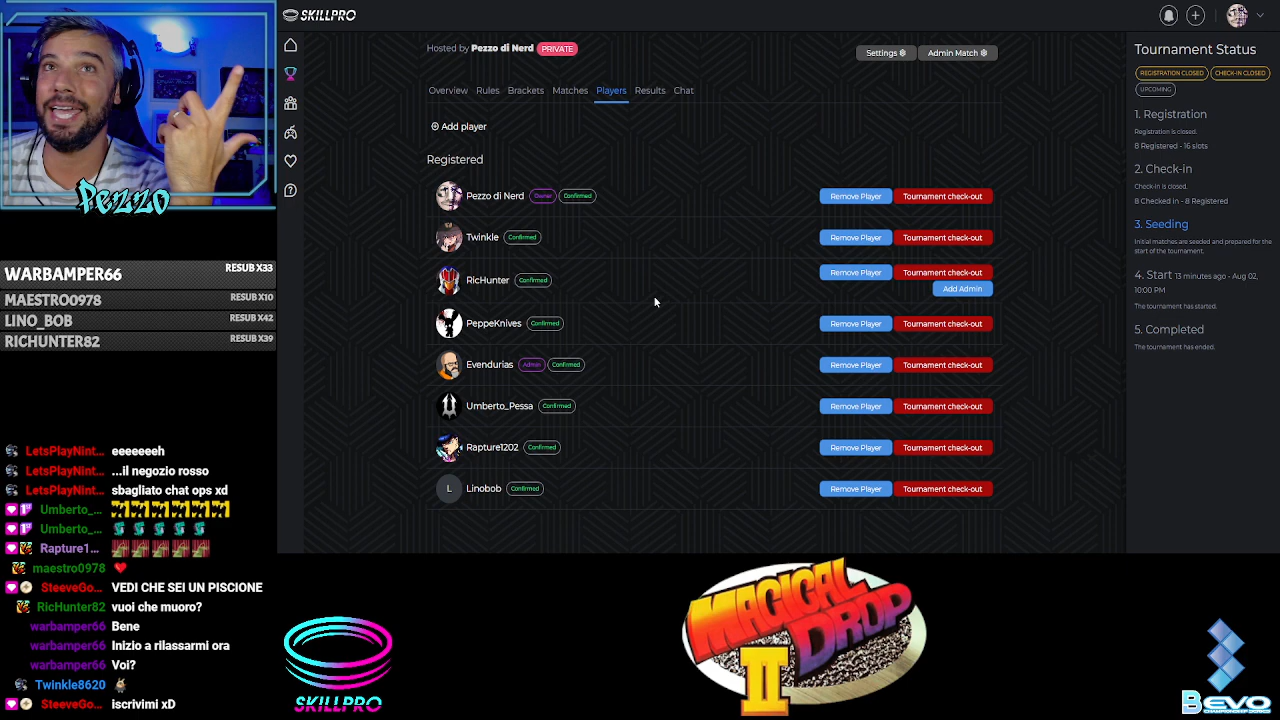 SKILLPRO
Hosted by Pezzo di Nerd PRIVATE
Settings
Admin Match
Overview
Rules
Brackets
Matches
Players
Results
Chat
Add player
Registered
Pezzo di Nerd Owner Confirmed
Remove Player Tournament check-out
Twinkle Confirmed
Remove Player Tournament check-out
RicHunter Confirmed
Remove Player Tournament check-out
Add Admin
PeppeKnives Confirmed
Remove Player Tournament check-out
Evendurias Admin Confirmed
Remove Player Tournament check-out
Umberto_Pessa Confirmed
Remove Player Tournament check-out
Rapture1202 Confirmed
Remove Player Tournament check-out
L Linobob Confirmed
Remove Player Tournament check-out
Tournament Status
REGISTRATION CLOSED CHECK-IN CLOSED
UPCOMING
1. Registration
Registration is closed.
8 Registered - 16 slots
2. Check-in
Check-in is closed.
8 Checked in - 8 Registered
3. Seeding
Initial matches are seeded and prepared for
the start of the tournament.
4. Start 13 minutes ago - Aug 02,
10:00 PM
The tournament has started.
5. Completed
The tournament has ended.
Pezzo
WARBAMPER66 RESUB X33
MAESTRO0978 RESUB X10
LINO_BOB RESUB X42
RICHUNTER82 RESUB X39
LetsPlayNint... eeeeeeh
LetsPlayNint... ...il negozio rosso
LetsPlayNint... sbagliato chat ops xd
Umberto_...
Umberto_...
Rapture1...
maestro0978
SteeveGo... VEDI CHE SEI UN PISCIONE
RicHunter82 vuoi che muoro?
warbamper66 Bene
warbamper66 Inizio a rilassarmi ora
warbamper66 Voi?
Twinkle8620
SteeveGo... iscrivimi xD
SKILLPRO
MAGICAL
DROP
II
BEVO
CHAMPIONSHIP SERIES